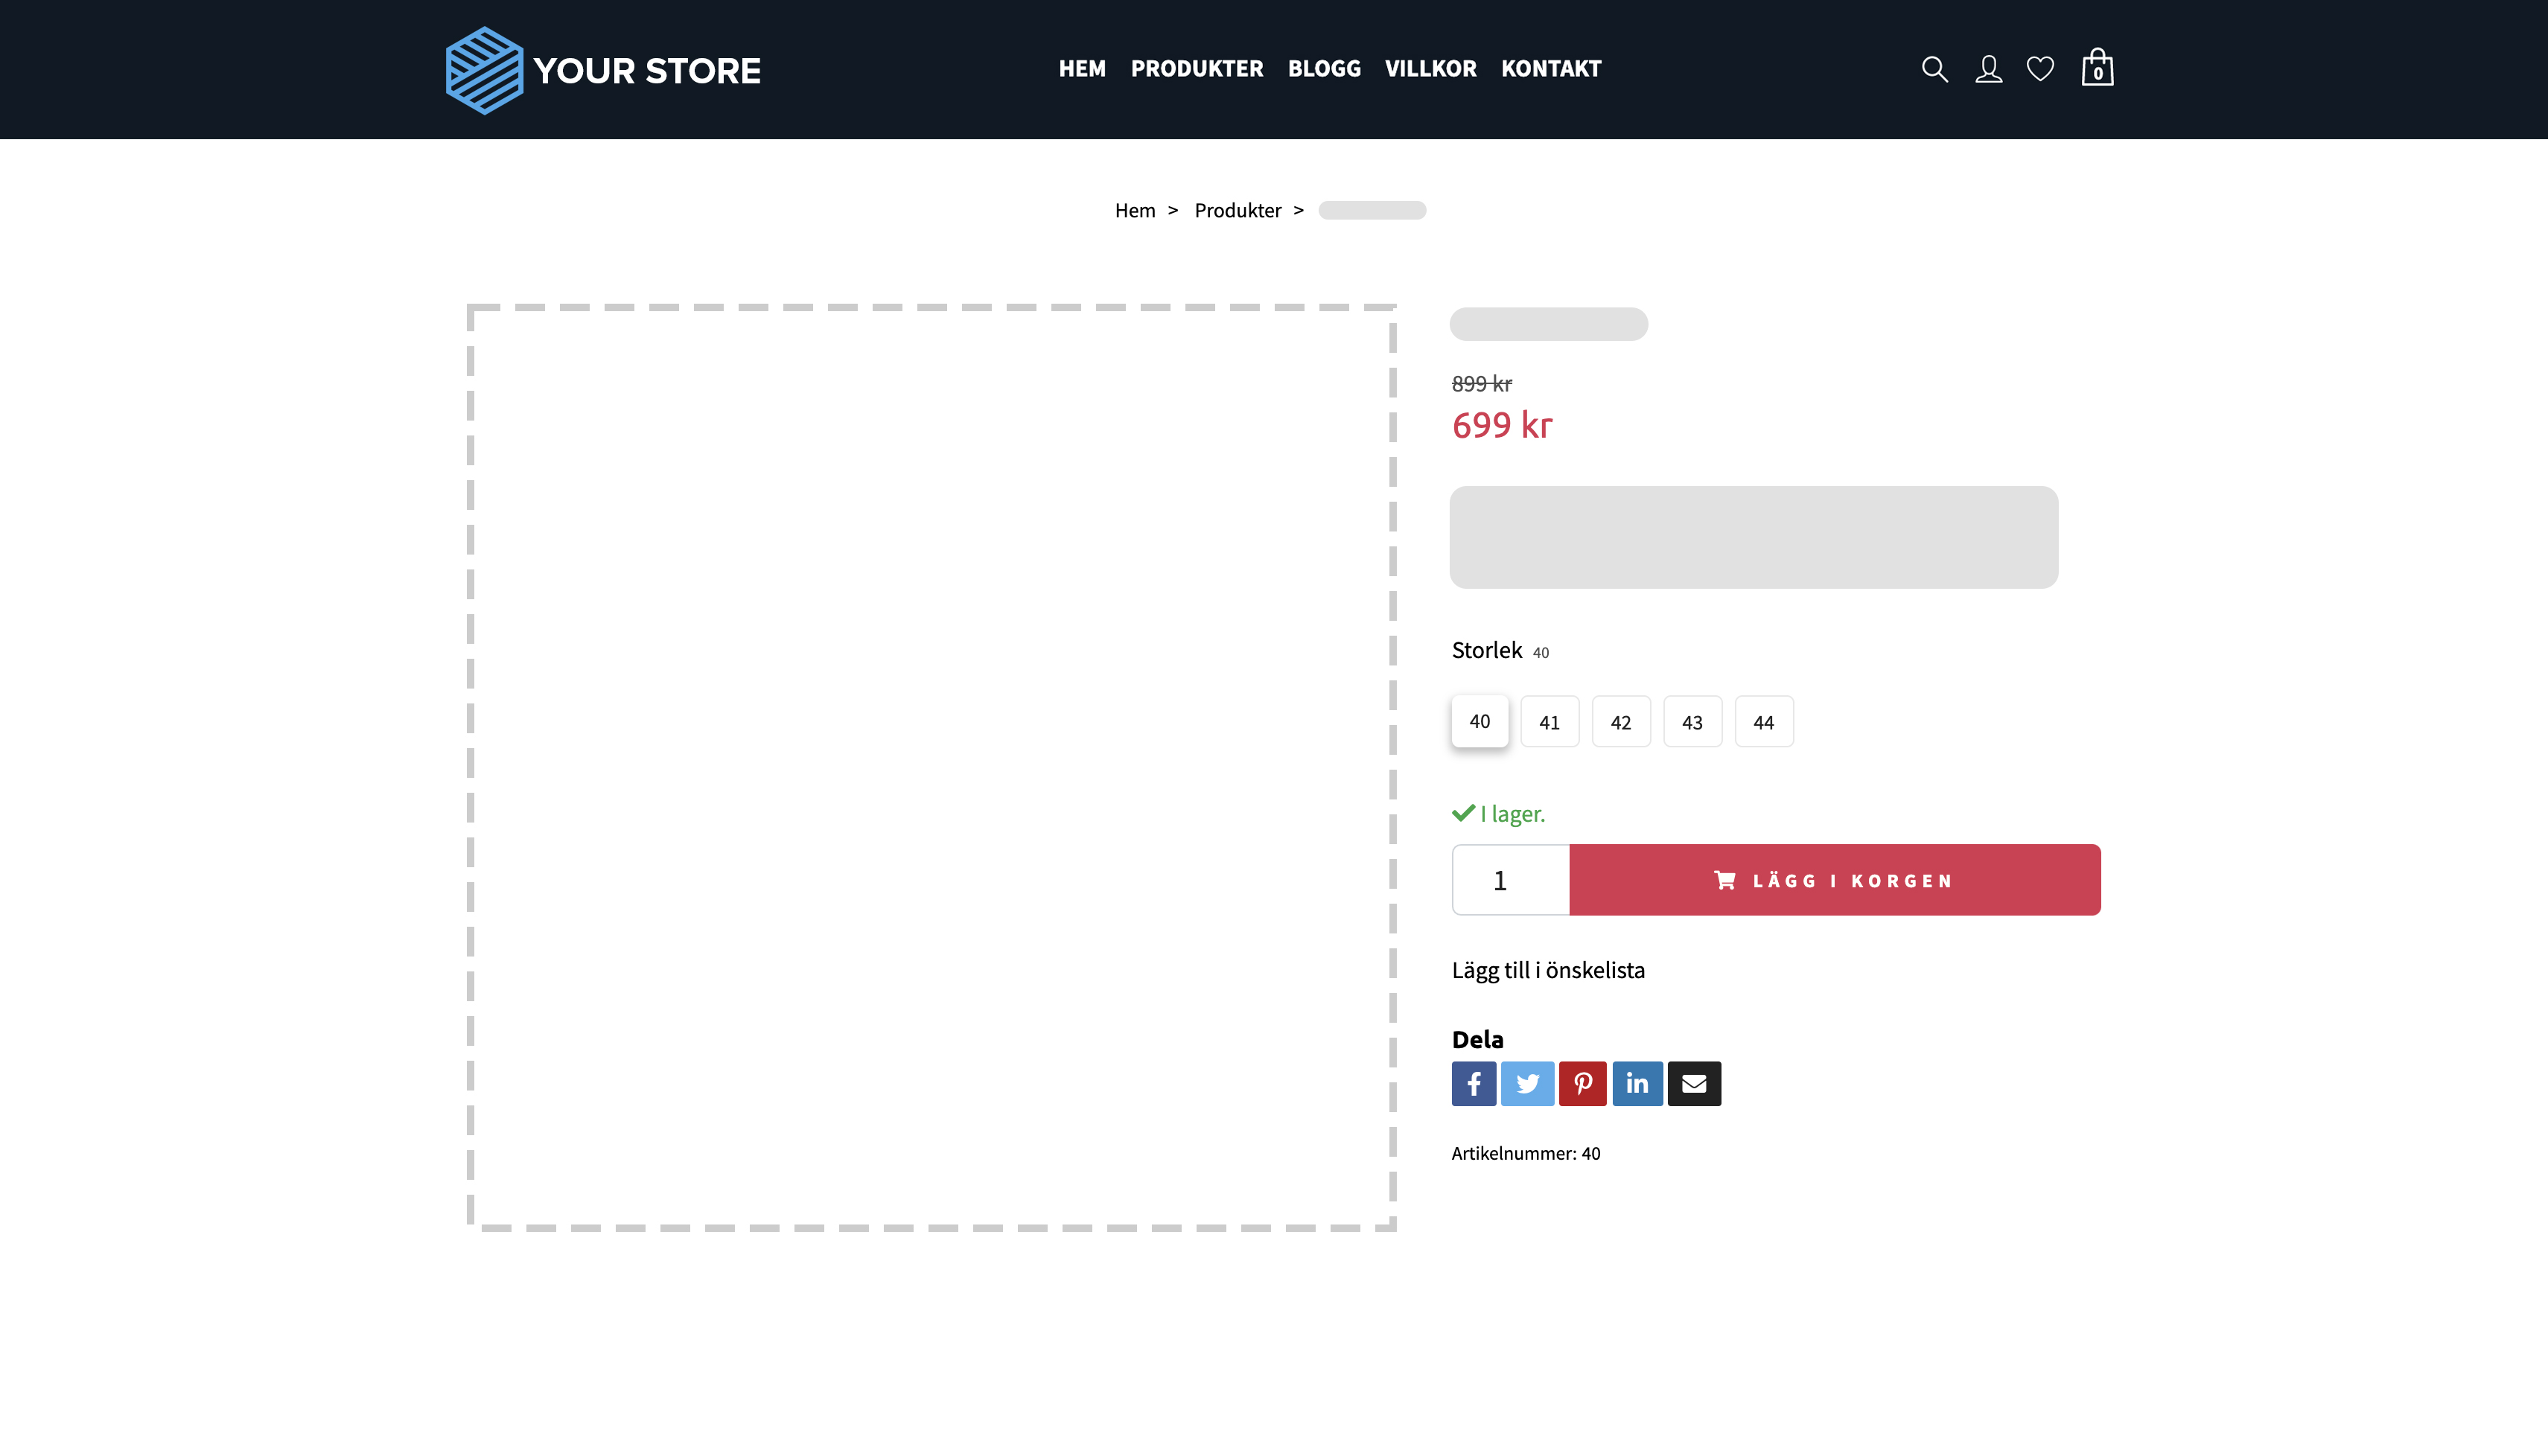 YOUR STORE
HEM PRODUKTER BLOGG VILLKOR KONTAKT
0
Hem > Produkter >
899 kr
699 kr
Storlek 40
40 41 42 43 44
I lager.
1 LÄGG I KORGEN
Lägg till i önskelista
Dela
Artikelnummer: 40